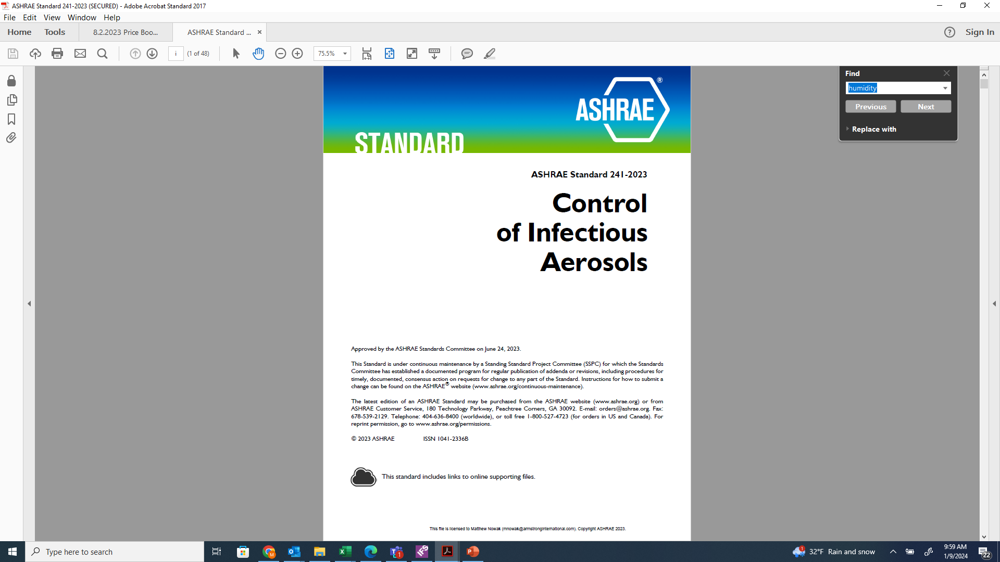 ASHRAE Standard 241-2023 (SECURED) - Adobe Acrobat Standard 2017
File Edit View Window Help
Home Tools 8.2.2023 Price Boo... ASHRAE Standard ... × Sign In
i (1 of 48) 75.5%
Find
humidity
Previous Next
Replace with
ASHRAE®
STANDARD
ASHRAE Standard 241-2023
Control
of Infectious
Aerosols
Approved by the ASHRAE Standards Committee on June 24, 2023.
This Standard is under continuous maintenance by a Standing Standard Project Committee (SSPC) for which the Standards
Committee has established a documented program for regular publication of addenda or revisions, including procedures for
timely, documented, consensus action on requests for change to any part of the Standard. Instructions for how to submit a
change can be found on the ASHRAE® website (www.ashrae.org/continuous-maintenance).
The latest edition of an ASHRAE Standard may be purchased from the ASHRAE website (www.ashrae.org) or from
ASHRAE Customer Service, 180 Technology Parkway, Peachtree Corners, GA 30092. E-mail: orders@ashrae.org. Fax:
678-539-2129. Telephone: 404-636-8400 (worldwide), or toll free 1-800-527-4723 (for orders in US and Canada). For
reprint permission, go to www.ashrae.org/permissions.
© 2023 ASHRAE ISSN 1041-2336B
This standard includes links to online supporting files.
This file is licensed to Matthew Nowak (mnowak@armstronginternational.com). Copyright ASHRAE 2023.
Type here to search
32°F Rain and snow
9:59 AM
1/9/2024
22